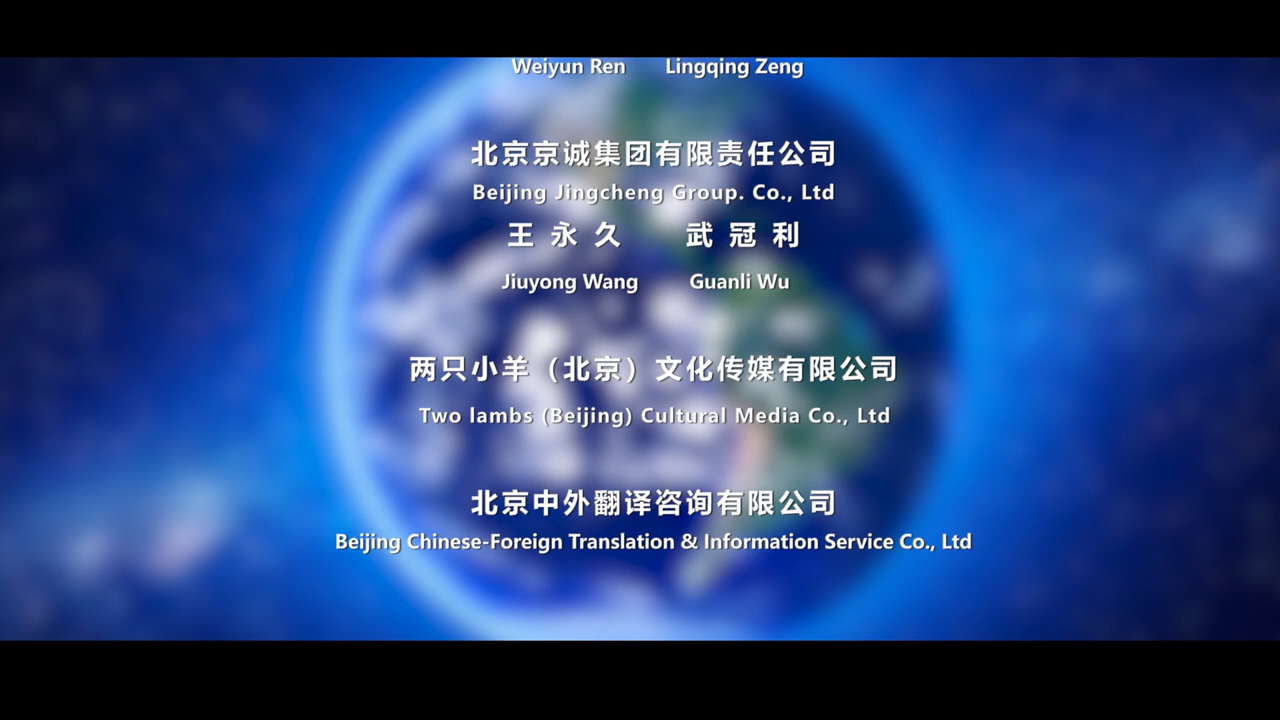 Weiyun Ren Lingqing Zeng
北京京诚集团有限责任公司
Beijing Jingcheng Group. Co., Ltd
王永久 武冠利
Jiuyong Wang Guanli Wu
两只小羊（北京）文化传媒有限公司
Two lambs (Beijing) Cultural Media Co., Ltd
北京中外翻译咨询有限公司
Beijing Chinese-Foreign Translation & Information Service Co., Ltd